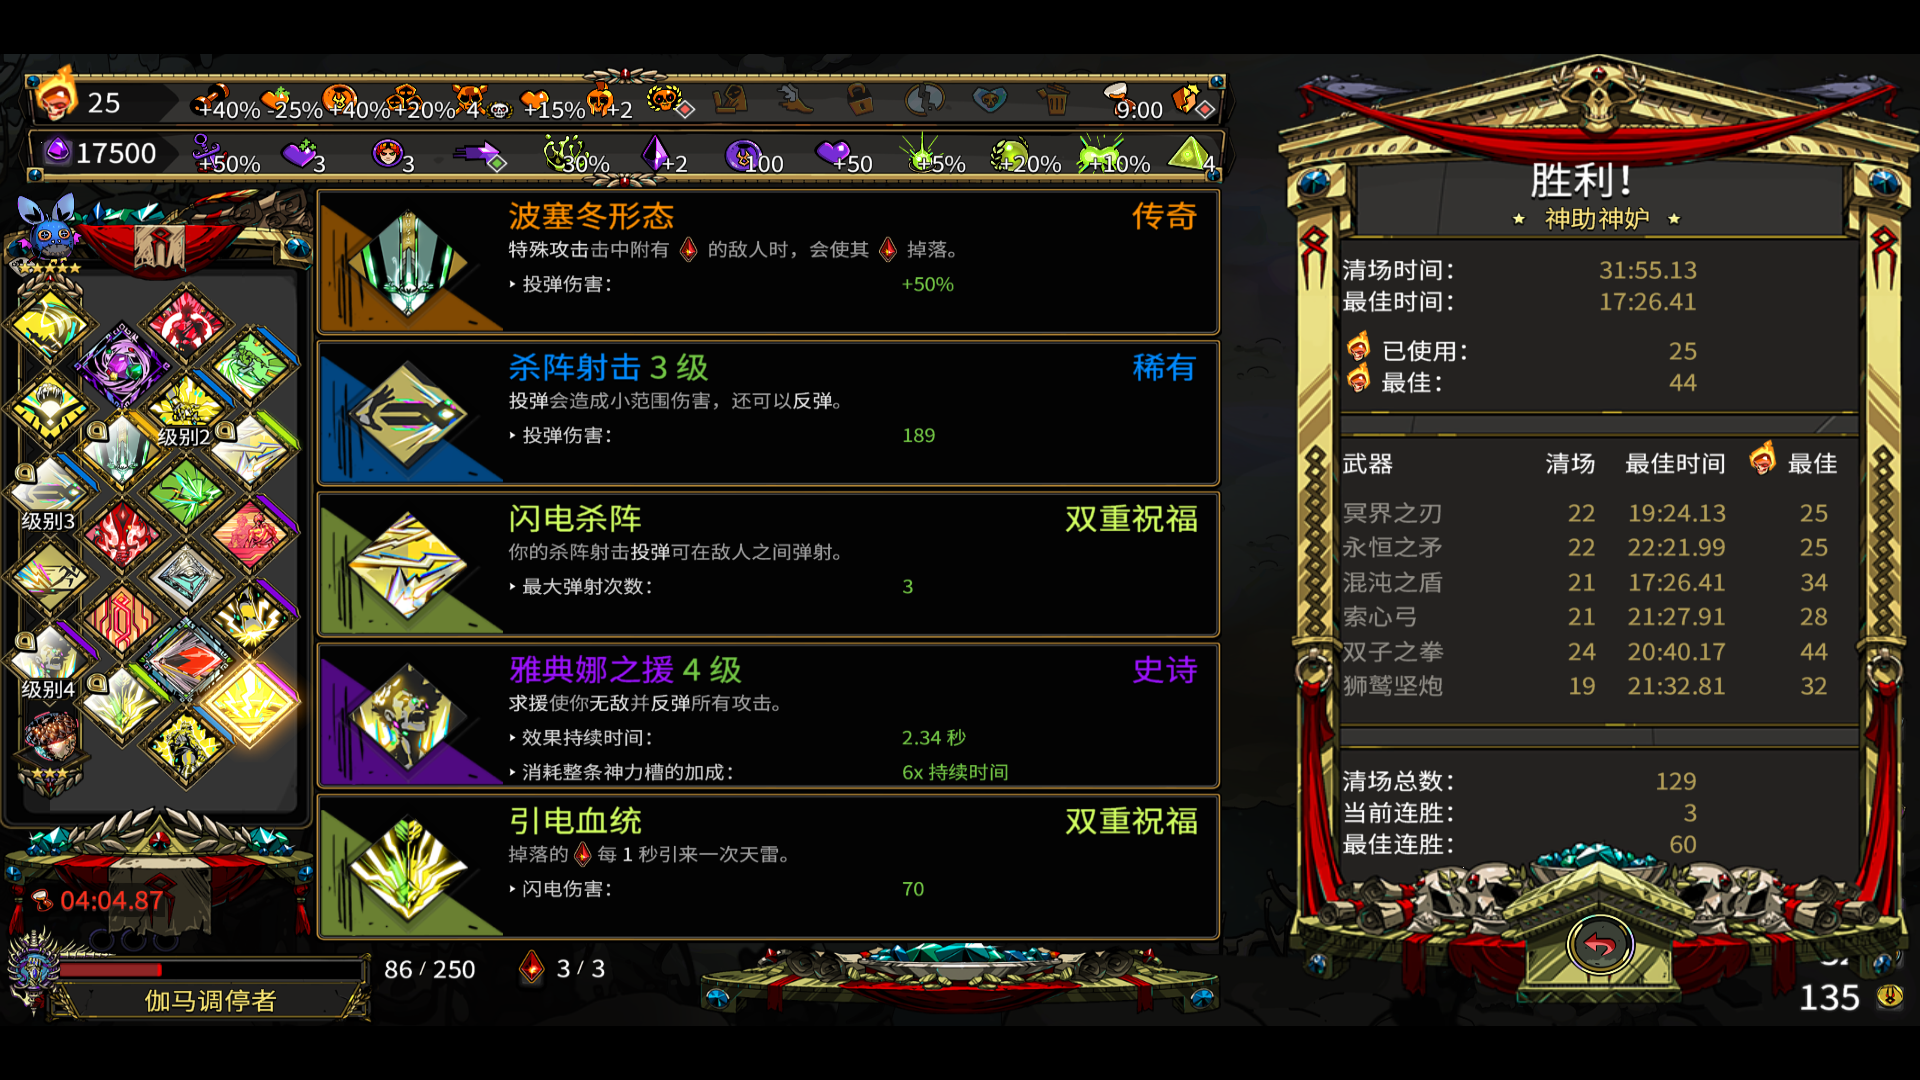 25
+40% -25% +40% +20% 4 +15% +2 9:00
17500
+50% 3 3 30% +2 100 +50 +5% +20% +10% 4
波塞冬形态 传奇
特殊攻击击中附有 的敌人时，会使其 掉落。
投弹伤害： +50%
杀阵射击 3 级 稀有
投弹会造成小范围伤害，还可以反弹。
投弹伤害： 189
闪电杀阵 双重祝福
你的杀阵射击投弹可在敌人之间弹射。
最大弹射次数： 3
雅典娜之援 4 级 史诗
求援使你无敌并反弹所有攻击。
效果持续时间： 2.34 秒
消耗整条神力槽的加成： 6x 持续时间
引电血统 双重祝福
掉落的 每 1 秒引来一次天雷。
闪电伤害： 70
级别2
级别3
级别4
04:04.87
86 / 250
3 / 3
伽马调停者
胜利！
神助神妒
清场时间： 31:55.13
最佳时间： 17:26.41
已使用： 25
最佳： 44
武器 清场 最佳时间 最佳
冥界之刃 22 19:24.13 25
永恒之矛 22 22:21.99 25
混沌之盾 21 17:26.41 34
索心弓 21 21:27.91 28
双子之拳 24 20:40.17 44
狮鹫坚炮 19 21:32.81 32
清场总数： 129
当前连胜： 3
最佳连胜： 60
135